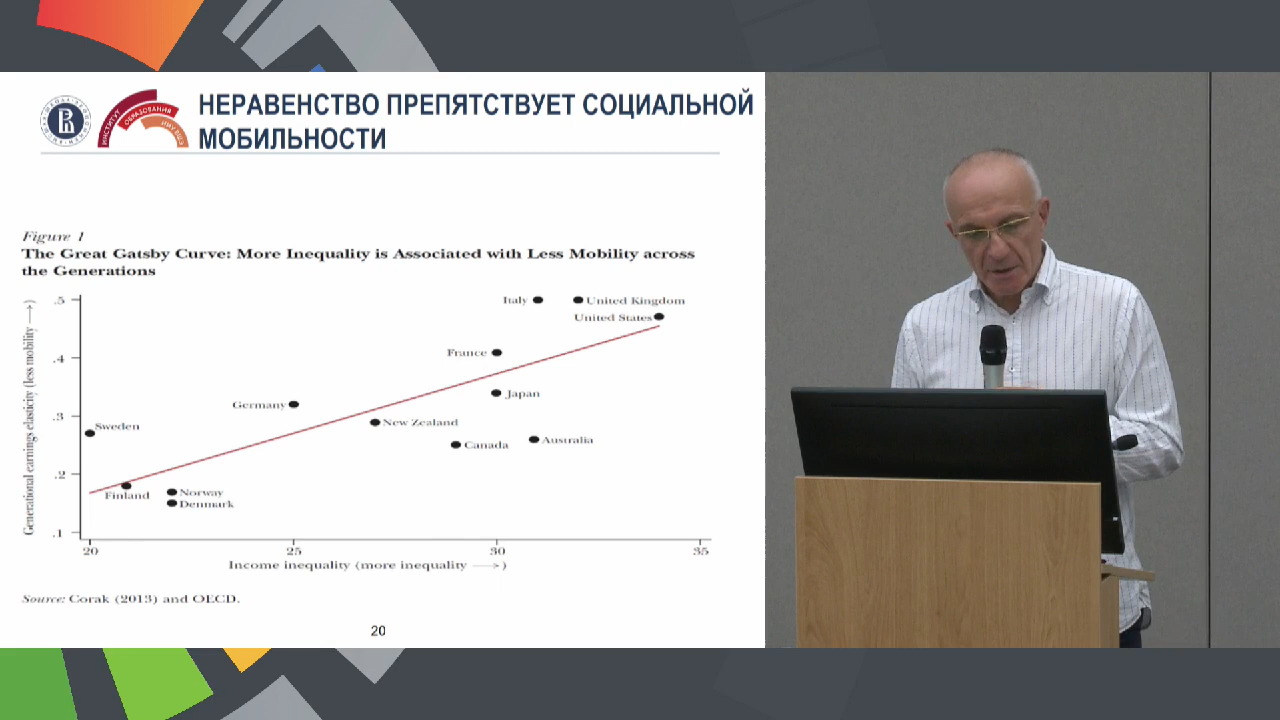 НЕРАВЕНСТВО ПРЕПЯТСТВУЕТ СОЦИАЛЬНОЙ
МОБИЛЬНОСТИ
ИНСТИТУТ
ОБРАЗОВАНИЯ
Figure 1
The Great Gatsby Curve: More Inequality is Associated with Less Mobility across
the Generations
Generational earnings elasticity (less mobility ⟶)
.5
.4
.3
.2
.1
Italy
United Kingdom
United States
France
Japan
Germany
New Zealand
Sweden
Canada
Australia
Finland
Norway
Denmark
20
25
30
35
Income inequality (more inequality ⟶)
Source: Corak (2013) and OECD.
20